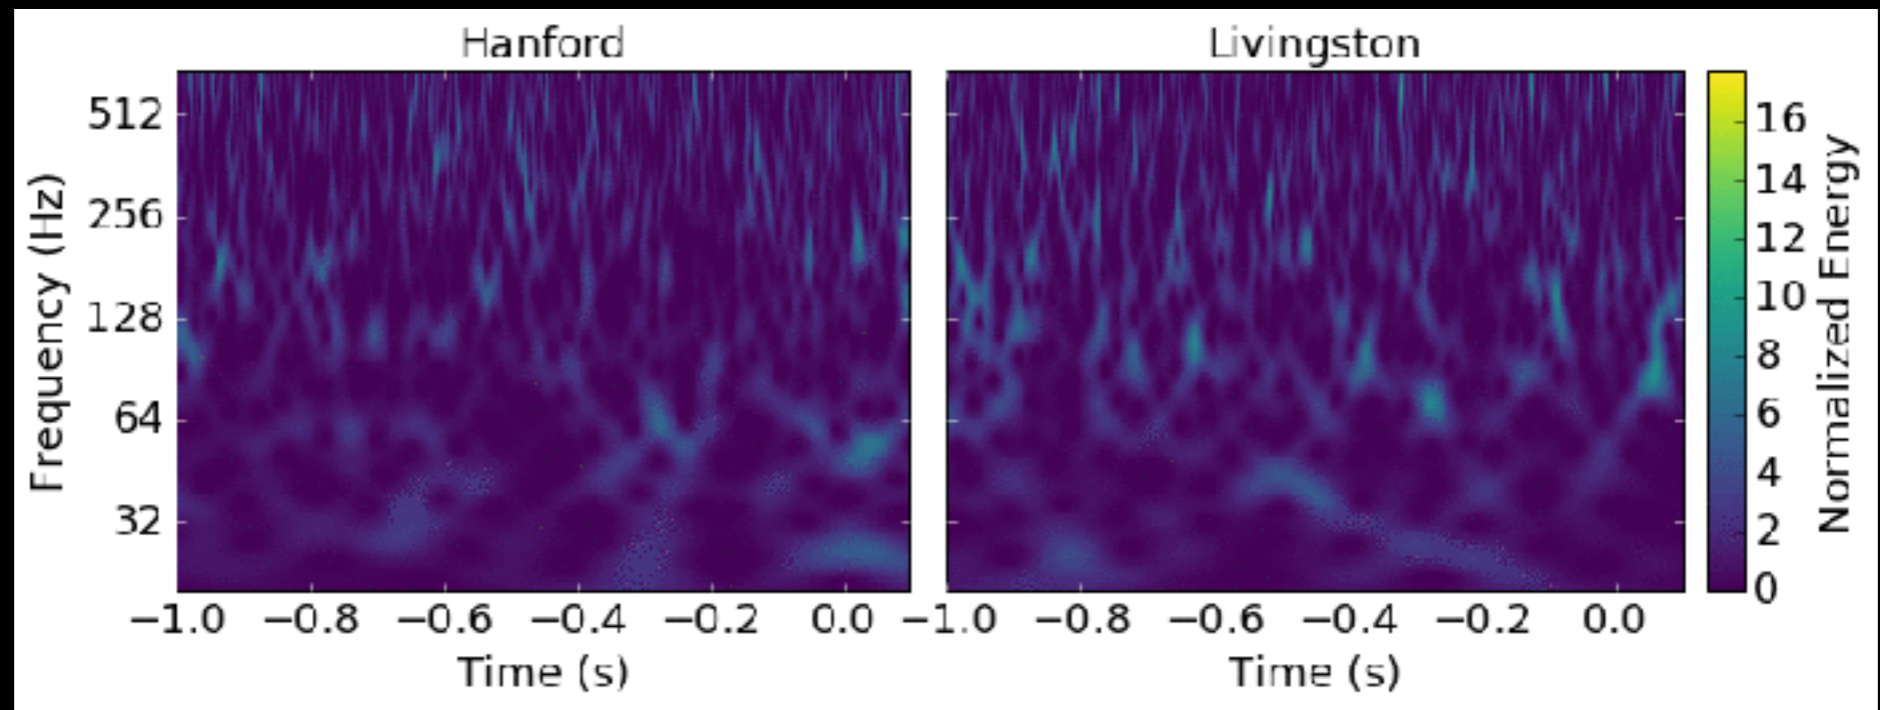 Hanford
Livingston
512
256
128
64
32
Frequency (Hz)
−1.0 −0.8 −0.6 −0.4 −0.2 0.0
−1.0 −0.8 −0.6 −0.4 −0.2 0.0
Time (s)
Time (s)
16
14
12
10
8
6
4
2
0
Normalized Energy